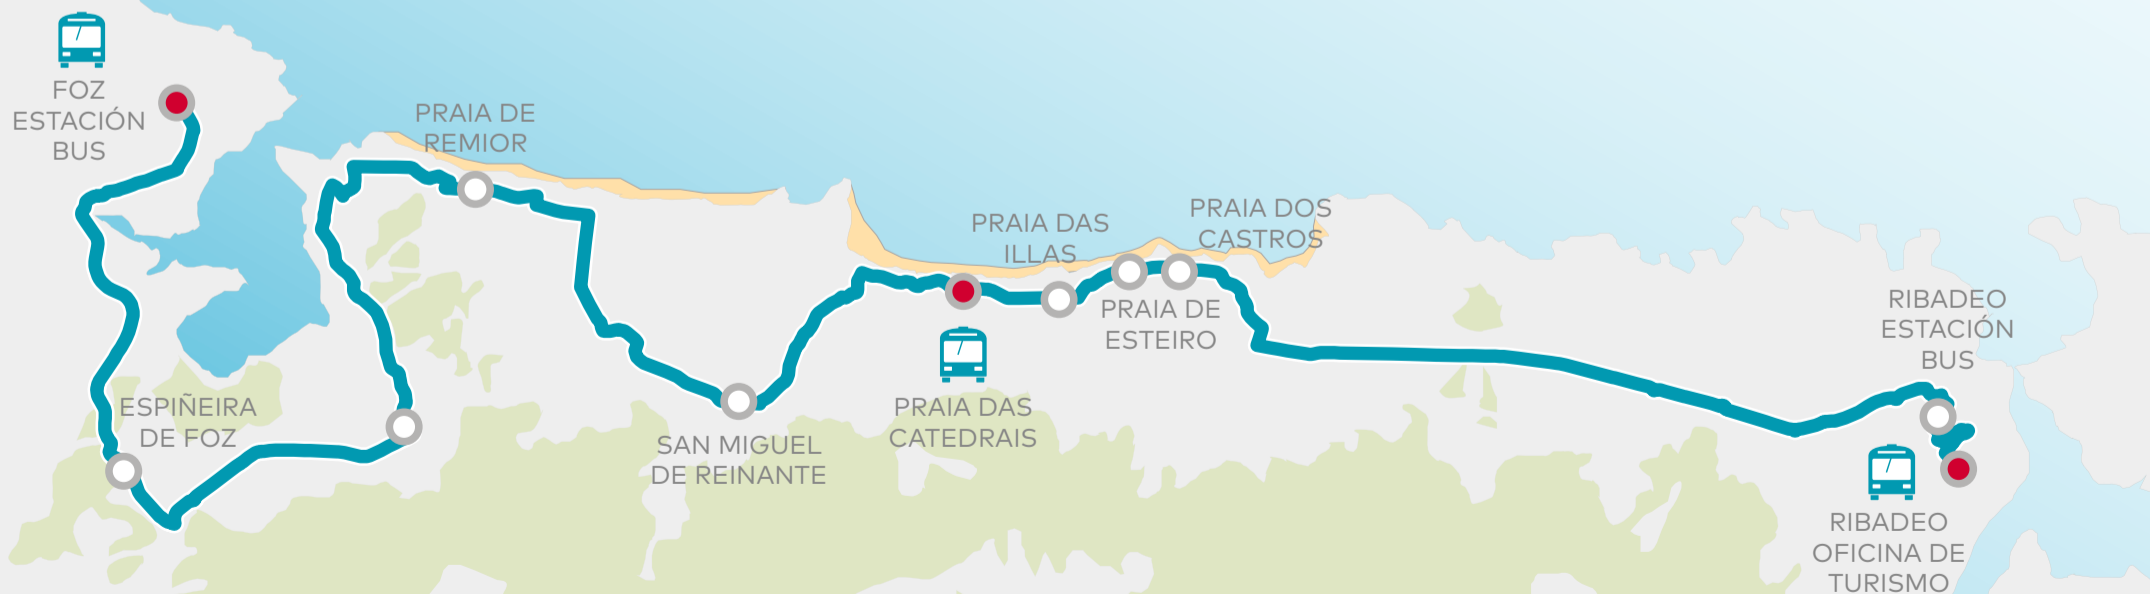 FOZ
ESTACIÓN
BUS
PRAIA DE
REMIOR
ESPIÑEIRA
DE FOZ
SAN MIGUEL
DE REINANTE
PRAIA DAS
CATEDRAIS
PRAIA DAS
ILLAS
PRAIA DE
ESTEIRO
PRAIA DOS
CASTROS
RIBADEO
ESTACIÓN
BUS
RIBADEO
OFICINA DE
TURISMO